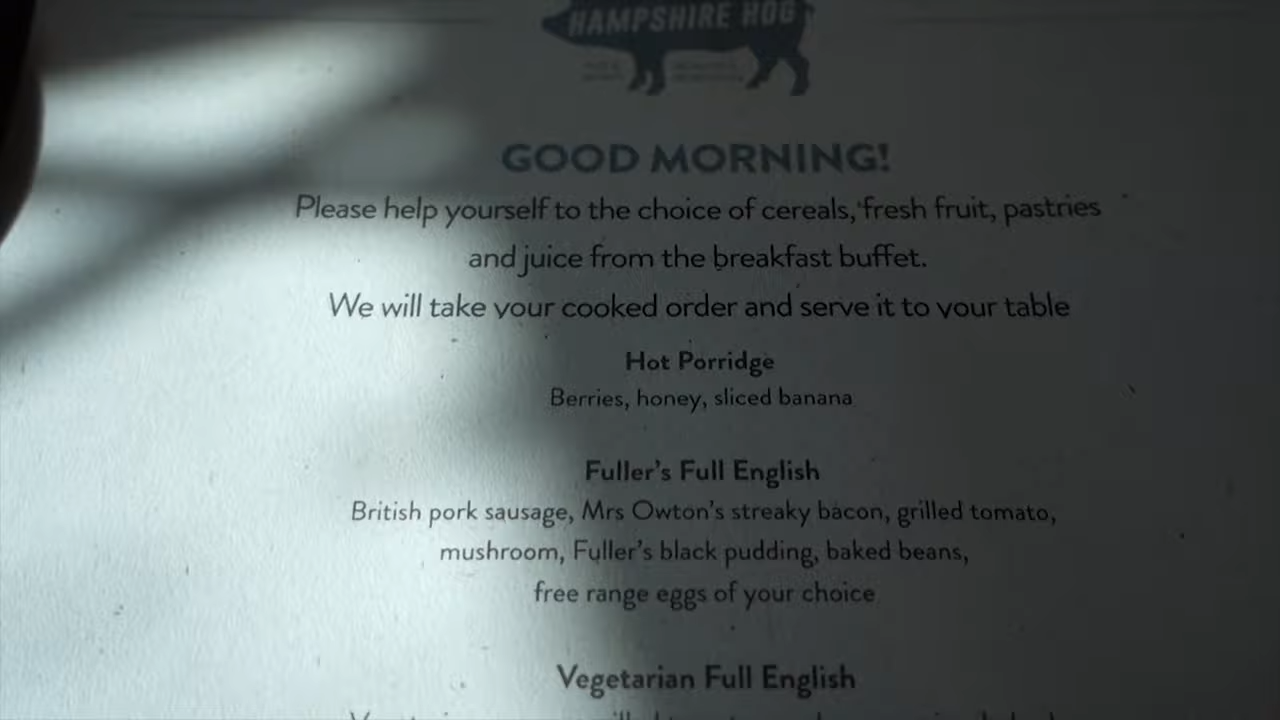 HAMPSHIRE HOG
GOOD MORNING!
Please help yourself to the choice of cereals, fresh fruit, pastries
and juice from the breakfast buffet.
We will take your cooked order and serve it to your table
Hot Porridge
Berries, honey, sliced banana
Fuller's Full English
British pork sausage, Mrs Owton's streaky bacon, grilled tomato,
mushroom, Fuller's black pudding, baked beans,
free range eggs of your choice
Vegetarian Full English